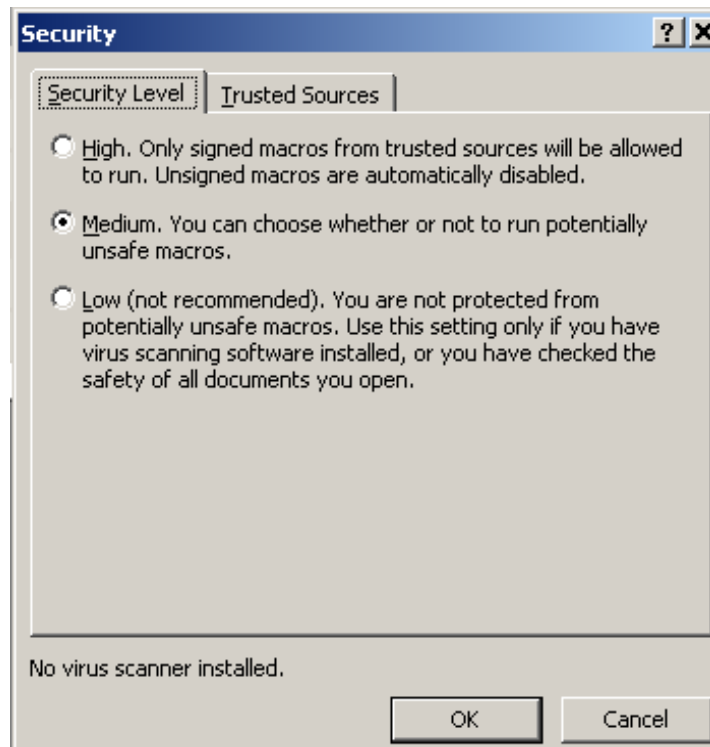 Security
Security Level Trusted Sources
High. Only signed macros from trusted sources will be allowed
to run. Unsigned macros are automatically disabled.
Medium. You can choose whether or not to run potentially
unsafe macros.
Low (not recommended). You are not protected from
potentially unsafe macros. Use this setting only if you have
virus scanning software installed, or you have checked the
safety of all documents you open.
No virus scanner installed.
OK Cancel